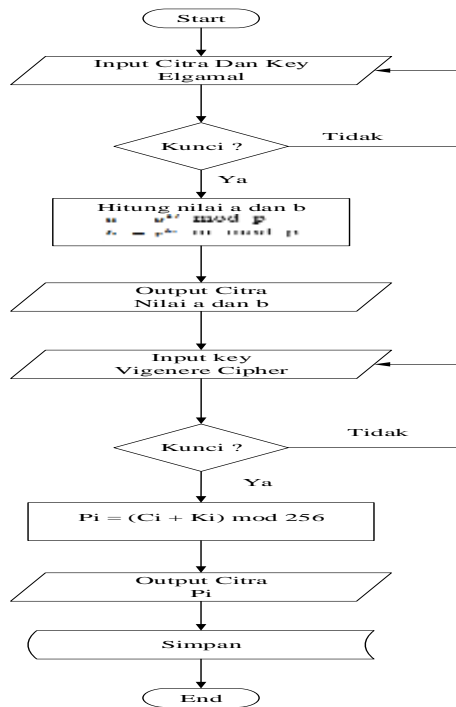 Start
Input Citra Dan Key
Elgamal
Kunci ?
Tidak
Ya
Hitung nilai a dan b
mod p
mod p
Output Citra
Nilai a dan b
Input key
Vigenere Cipher
Kunci ?
Tidak
Ya
Pi = (Ci + Ki) mod 256
Output Citra
Pi
Simpan
End